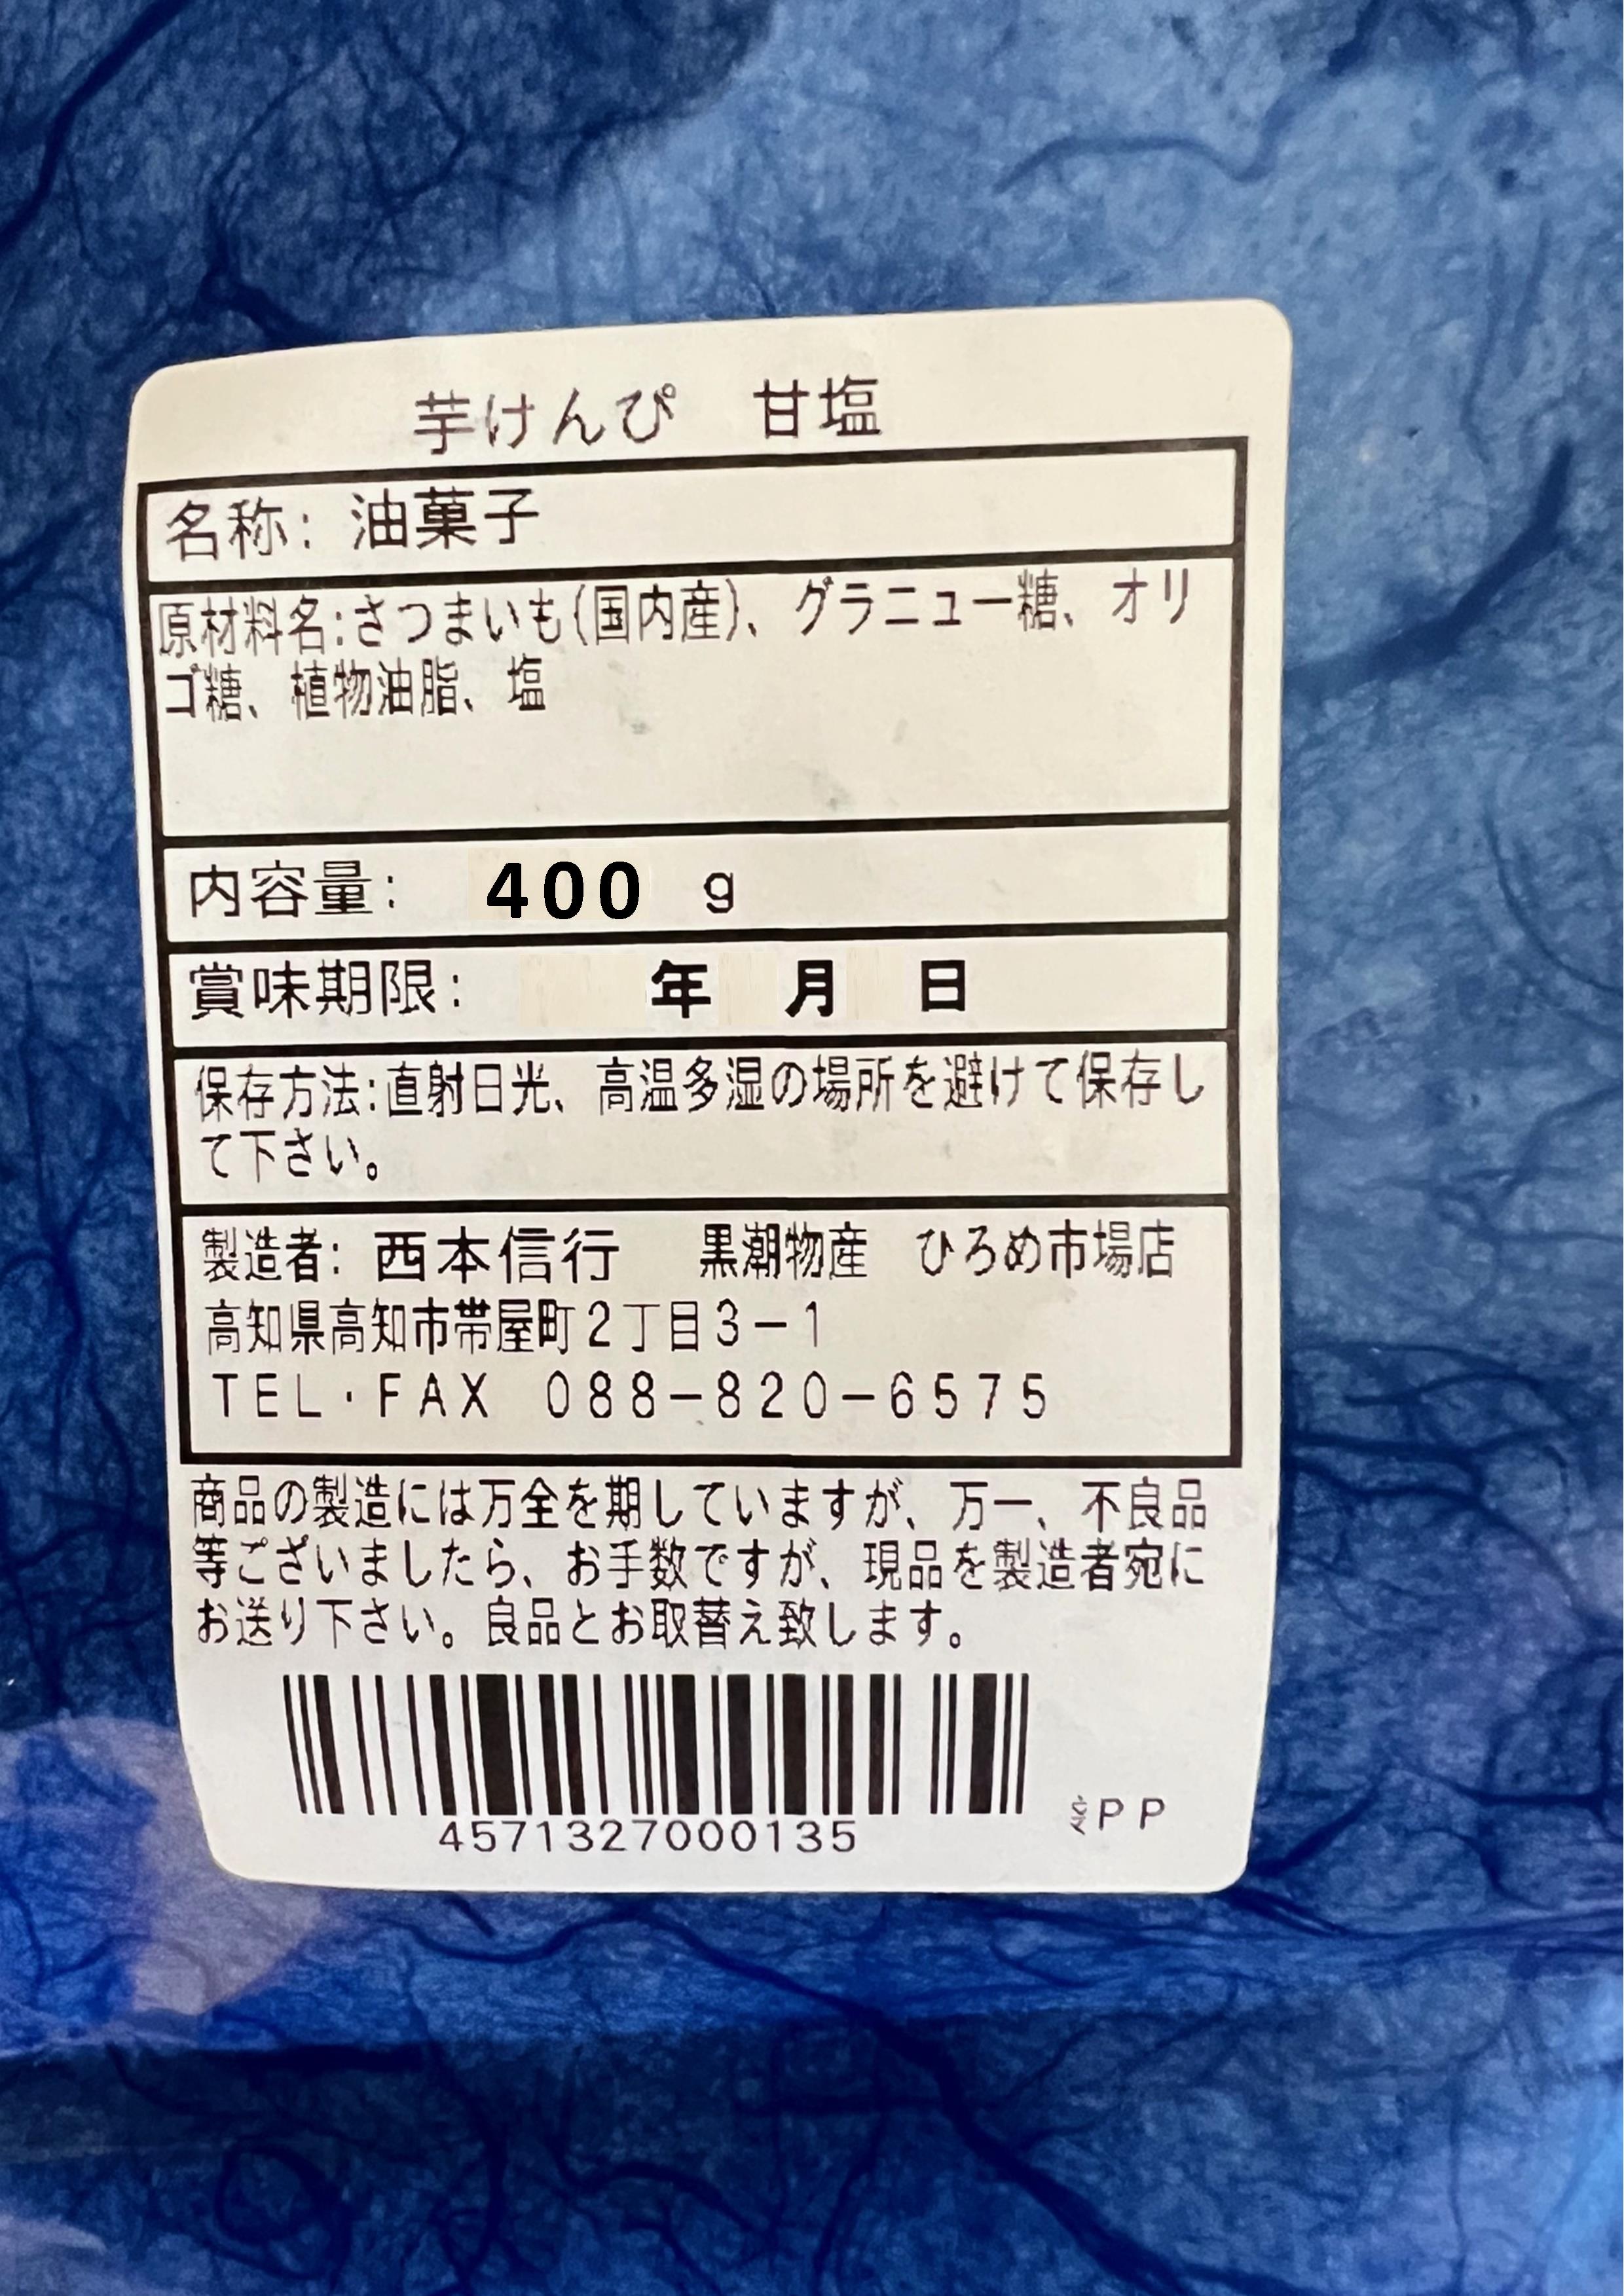 芋けんぴ　甘塩
名称：油菓子
原材料名:さつまいも(国内産)、グラニュー糖、オリ
ゴ糖、植物油脂、塩
内容量：　400　g
賞味期限：　年　月　日
保存方法:直射日光、高温多湿の場所を避けて保存し
て下さい。
製造者：西本信行　黒潮物産　ひろめ市場店
高知県高知市帯屋町２丁目３－１
ＴＥＬ・ＦＡＸ　０８８－８２０－６５７５
商品の製造には万全を期していますが、万一、不良品
等ございましたら、お手数ですが、現品を製造者宛に
お送り下さい。良品とお取替え致します。
4571327000135
ＰＰ